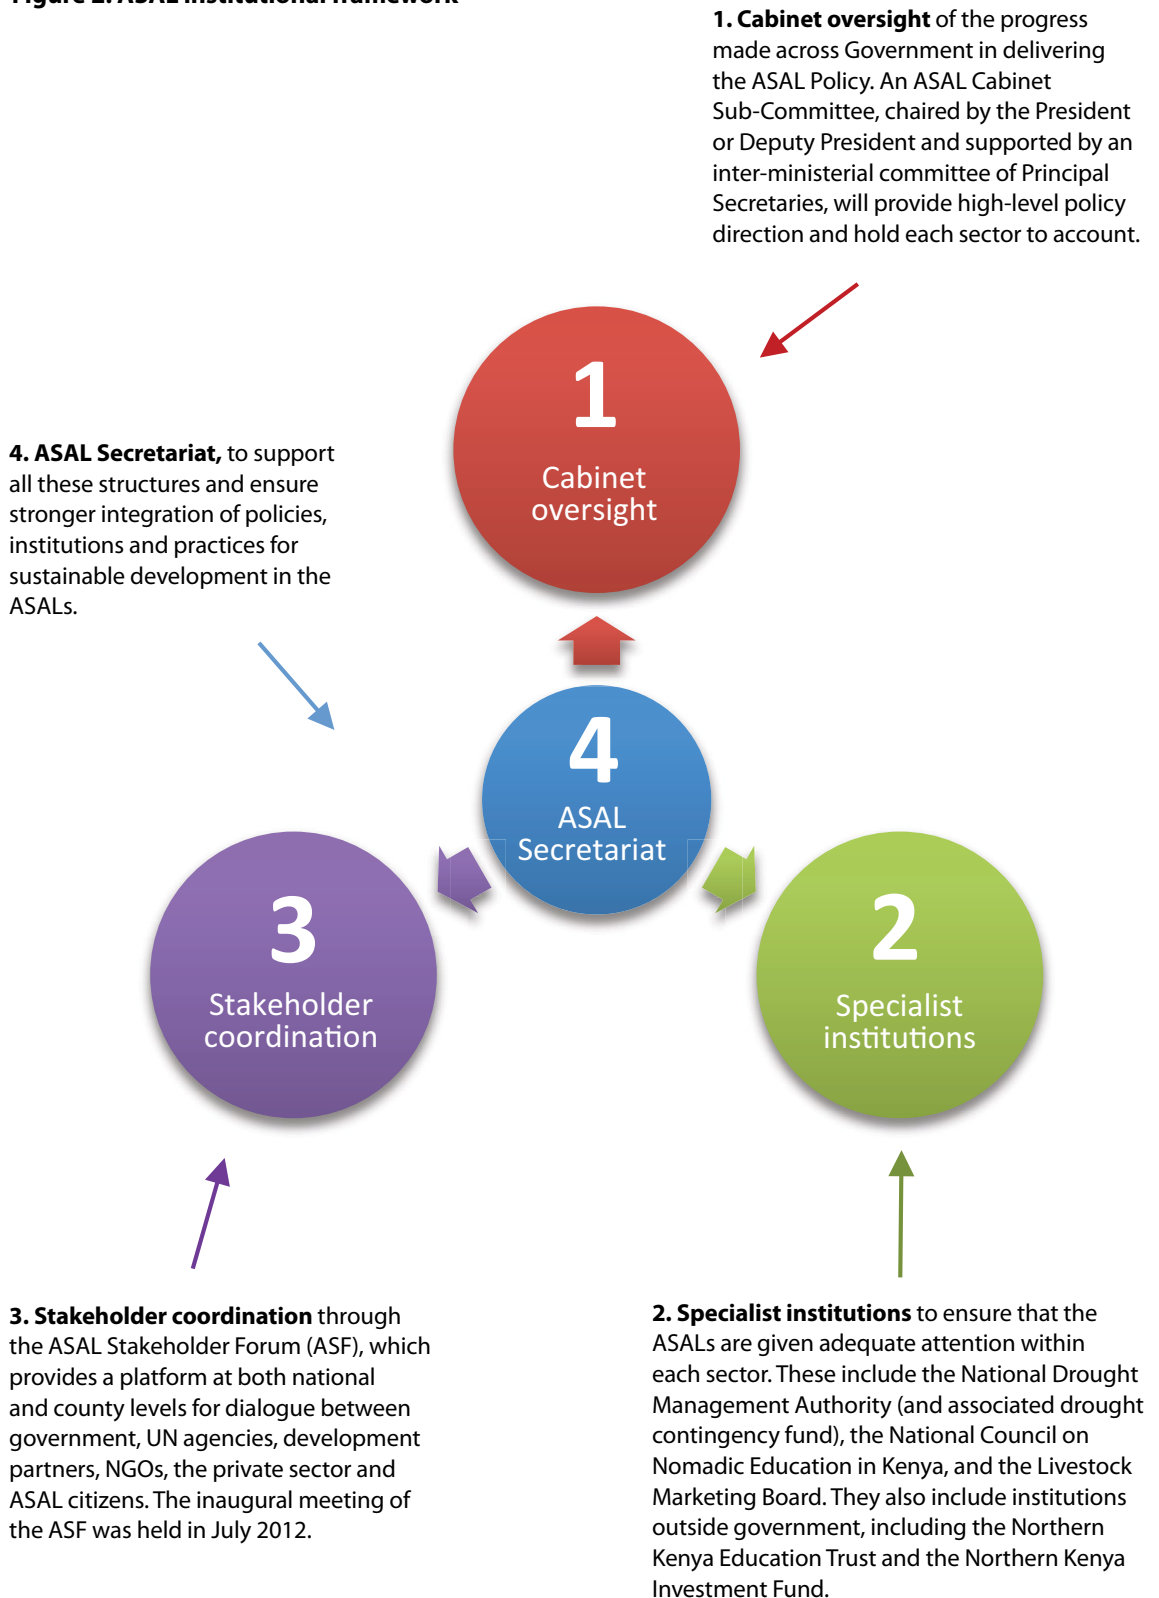 Figure 2: ASAL institutional framework
1. Cabinet oversight of the progress
made across Government in delivering
the ASAL Policy. An ASAL Cabinet
Sub-Committee, chaired by the President
or Deputy President and supported by an
inter-ministerial committee of Principal
Secretaries, will provide high-level policy
direction and hold each sector to account.
1
Cabinet
oversight
4. ASAL Secretariat, to support
all these structures and ensure
stronger integration of policies,
institutions and practices for
sustainable development in the
ASALs.
4
ASAL
Secretariat
3
Stakeholder
coordination
2
Specialist
institutions
3. Stakeholder coordination through
the ASAL Stakeholder Forum (ASF), which
provides a platform at both national
and county levels for dialogue between
government, UN agencies, development
partners, NGOs, the private sector and
ASAL citizens. The inaugural meeting of
the ASF was held in July 2012.
2. Specialist institutions to ensure that the
ASALs are given adequate attention within
each sector. These include the National Drought
Management Authority (and associated drought
contingency fund), the National Council on
Nomadic Education in Kenya, and the Livestock
Marketing Board. They also include institutions
outside government, including the Northern
Kenya Education Trust and the Northern Kenya
Investment Fund.